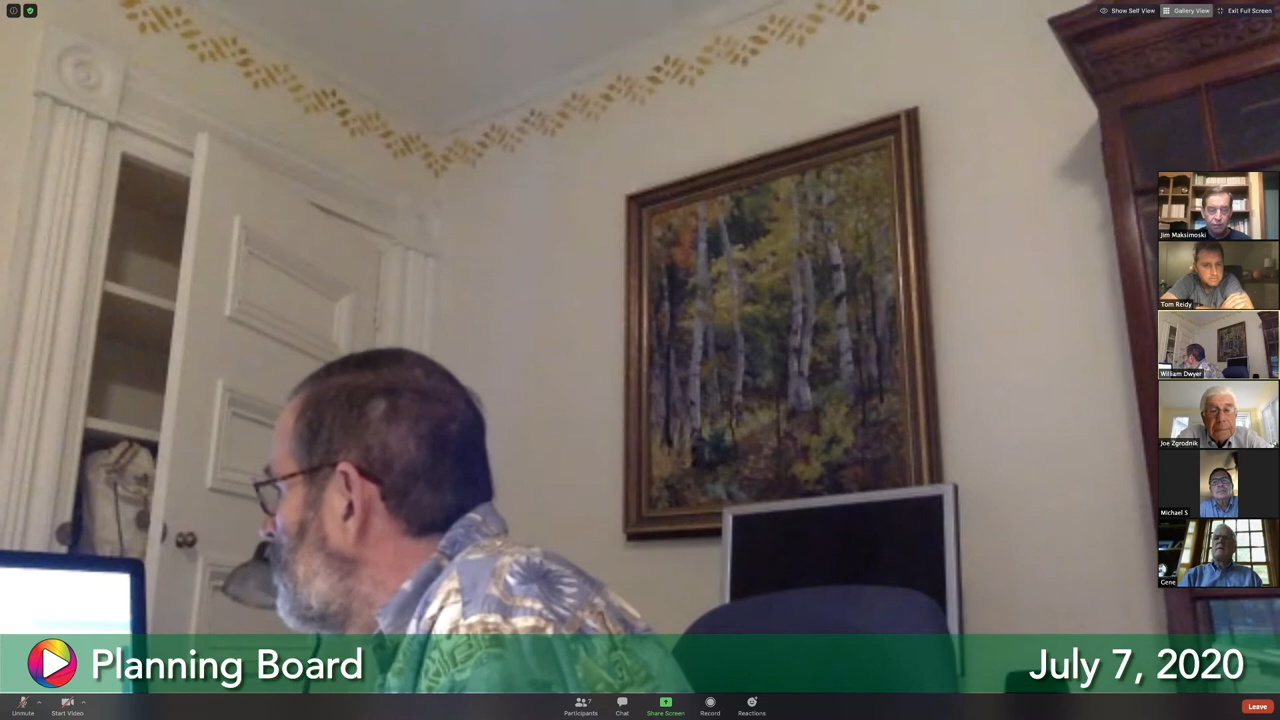 Show Self View
Gallery View
Exit Full Screen
Jim Maksimoski
Tom Reidy
William Dwyer
Joe Zgrodnik
Michael S
Gene
Planning Board
July 7, 2020
Unmute
Start Video
Participants
7
Chat
Share Screen
Record
Reactions
Leave